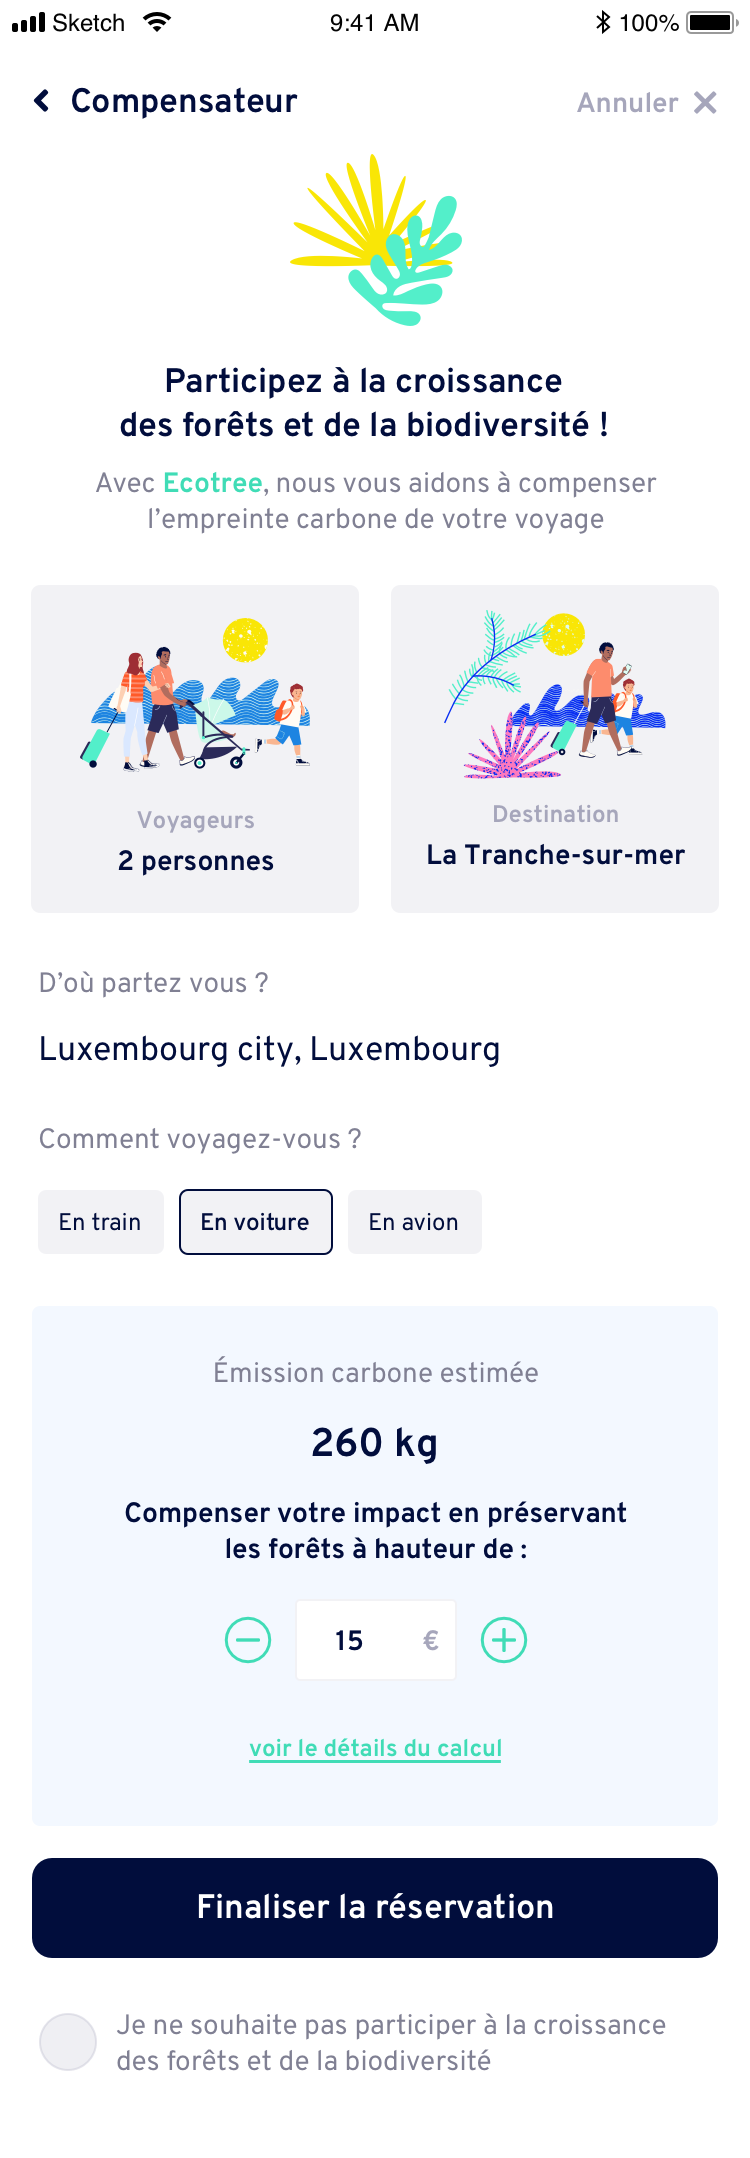 Sketch 9:41 AM 100%
Compensateur Annuler
Participez à la croissance
des forêts et de la biodiversité !
Avec Ecotree, nous vous aidons à compenser
l’empreinte carbone de votre voyage
Voyageurs
2 personnes
Destination
La Tranche-sur-mer
D’où partez vous ?
Luxembourg city, Luxembourg
Comment voyagez-vous ?
En train En voiture En avion
Émission carbone estimée
260 kg
Compenser votre impact en préservant
les forêts à hauteur de :
15 €
voir le détails du calcul
Finaliser la réservation
Je ne souhaite pas participer à la croissance
des forêts et de la biodiversité